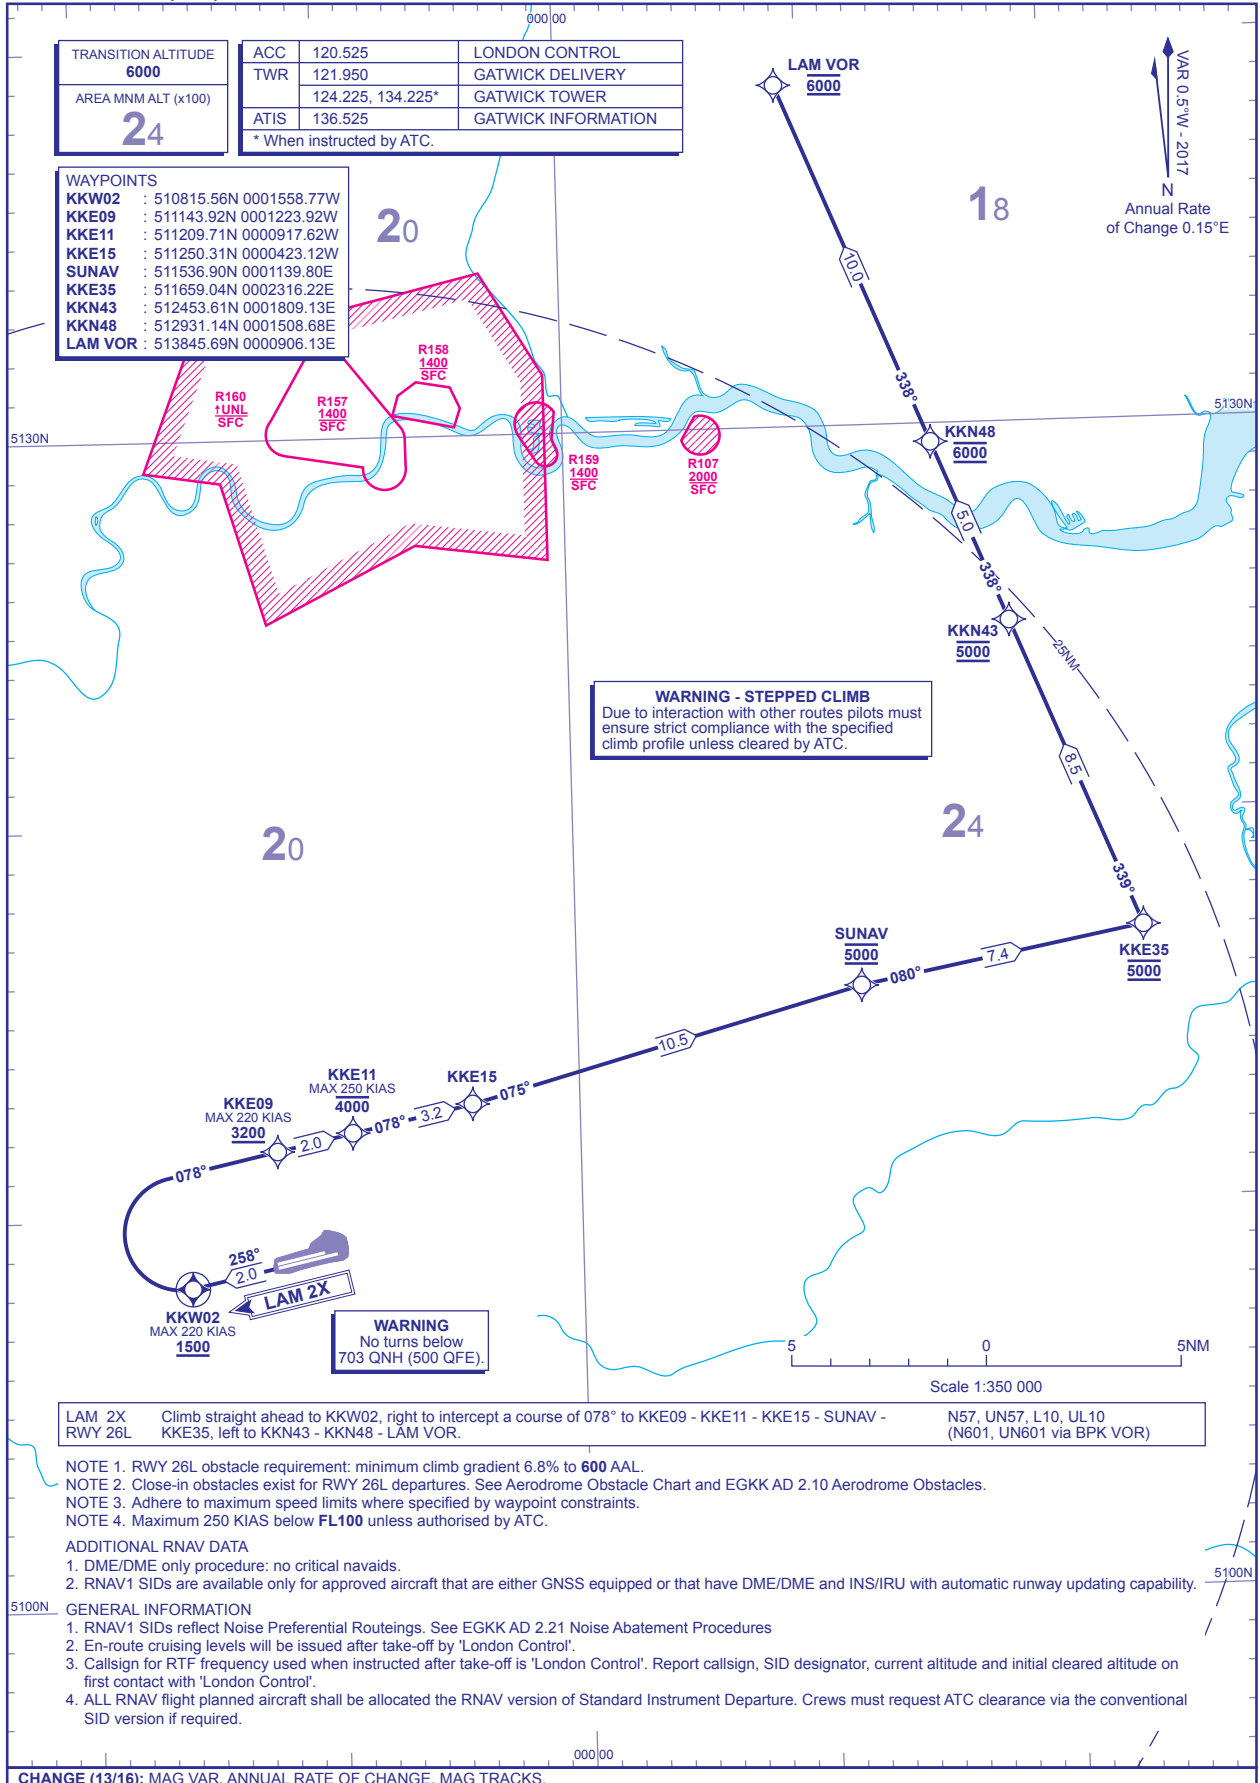 000 00
TRANSITION ALTITUDE
6000
AREA MNM ALT (x100)
24
ACC 120.525 LONDON CONTROL
TWR 121.950 GATWICK DELIVERY
124.225, 134.225* GATWICK TOWER
ATIS 136.525 GATWICK INFORMATION
* When instructed by ATC.
LAM VOR
6000
VAR 0.5°W - 2017
N
Annual Rate
of Change 0.15°E
WAYPOINTS
KKW02 : 510815.56N 0001558.77W
KKE09 : 511143.92N 0001223.92W
KKE11 : 511209.71N 0000917.62W
KKE15 : 511250.31N 0000423.12W
SUNAV : 511536.90N 0001139.80E
KKE35 : 511659.04N 0002316.22E
KKN43 : 512453.61N 0001809.13E
KKN48 : 512931.14N 0001508.68E
LAM VOR : 513845.69N 0000906.13E
20
18
10.0
R158
1400
SFC
R160
↑UNL
SFC
R157
1400
SFC
338°
5130N
5130N
KKN48
6000
R159
1400
SFC
R107
2000
SFC
5.0
338°
KKN43
5000
25NM
WARNING - STEPPED CLIMB
Due to interaction with other routes pilots must
ensure strict compliance with the specified
climb profile unless cleared by ATC.
8.5
20
24
339°
SUNAV
5000
080°
7.4
KKE35
5000
10.5
KKE11
MAX 250 KIAS
4000
KKE15
075°
KKE09
MAX 220 KIAS
3200
078°
3.2
2.0
078°
258°
2.0
LAM 2X
KKW02
MAX 220 KIAS
1500
WARNING
No turns below
703 QNH (500 QFE).
5 0 5NM
Scale 1:350 000
LAM 2X Climb straight ahead to KKW02, right to intercept a course of 078° to KKE09 - KKE11 - KKE15 - SUNAV - N57, UN57, L10, UL10
RWY 26L KKE35, left to KKN43 - KKN48 - LAM VOR. (N601, UN601 via BPK VOR)
NOTE 1. RWY 26L obstacle requirement: minimum climb gradient 6.8% to 600 AAL.
NOTE 2. Close-in obstacles exist for RWY 26L departures. See Aerodrome Obstacle Chart and EGKK AD 2.10 Aerodrome Obstacles.
NOTE 3. Adhere to maximum speed limits where specified by waypoint constraints.
NOTE 4. Maximum 250 KIAS below FL100 unless authorised by ATC.
ADDITIONAL RNAV DATA
1. DME/DME only procedure: no critical navaids.
2. RNAV1 SIDs are available only for approved aircraft that are either GNSS equipped or that have DME/DME and INS/IRU with automatic runway updating capability.
5100N
5100N
GENERAL INFORMATION
1. RNAV1 SIDs reflect Noise Preferential Routeings. See EGKK AD 2.21 Noise Abatement Procedures
2. En-route cruising levels will be issued after take-off by 'London Control'.
3. Callsign for RTF frequency used when instructed after take-off is 'London Control'. Report callsign, SID designator, current altitude and initial cleared altitude on
first contact with 'London Control'.
4. ALL RNAV flight planned aircraft shall be allocated the RNAV version of Standard Instrument Departure. Crews must request ATC clearance via the conventional
SID version if required.
000 00
CHANGE (13/16): MAG VAR. ANNUAL RATE OF CHANGE. MAG TRACKS.